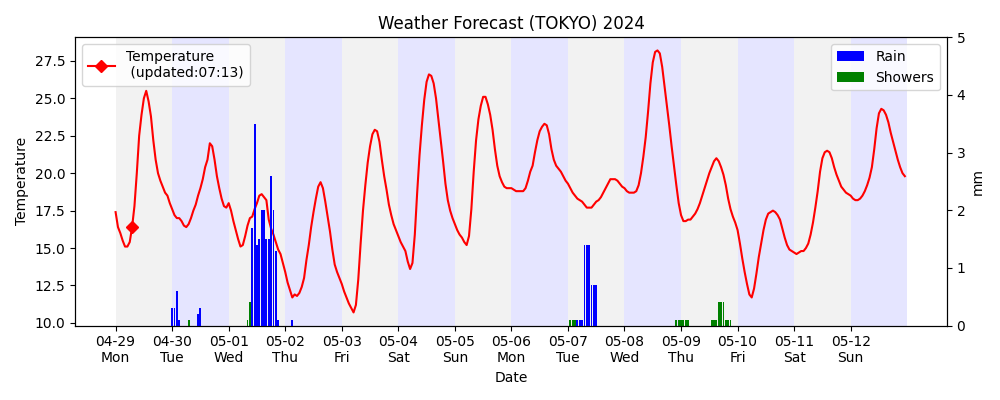 Weather Forecast (TOKYO) 2024
Temperature
(updated:07:13)
Rain
Showers
Temperature
27.5
25.0
22.5
20.0
17.5
15.0
12.5
10.0
5
4
3
2
1
0
mm
04-29 04-30 05-01 05-02 05-03 05-04 05-05 05-06 05-07 05-08 05-09 05-10 05-11 05-12
Mon Tue Wed Thu Fri Sat Sun Mon Tue Wed Thu Fri Sat Sun
Date